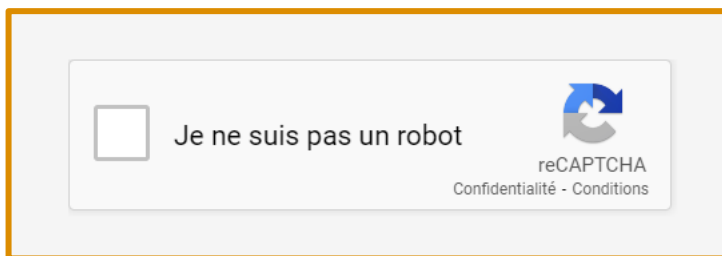 Je ne suis pas un robot
reCAPTCHA
Confidentialité - Conditions